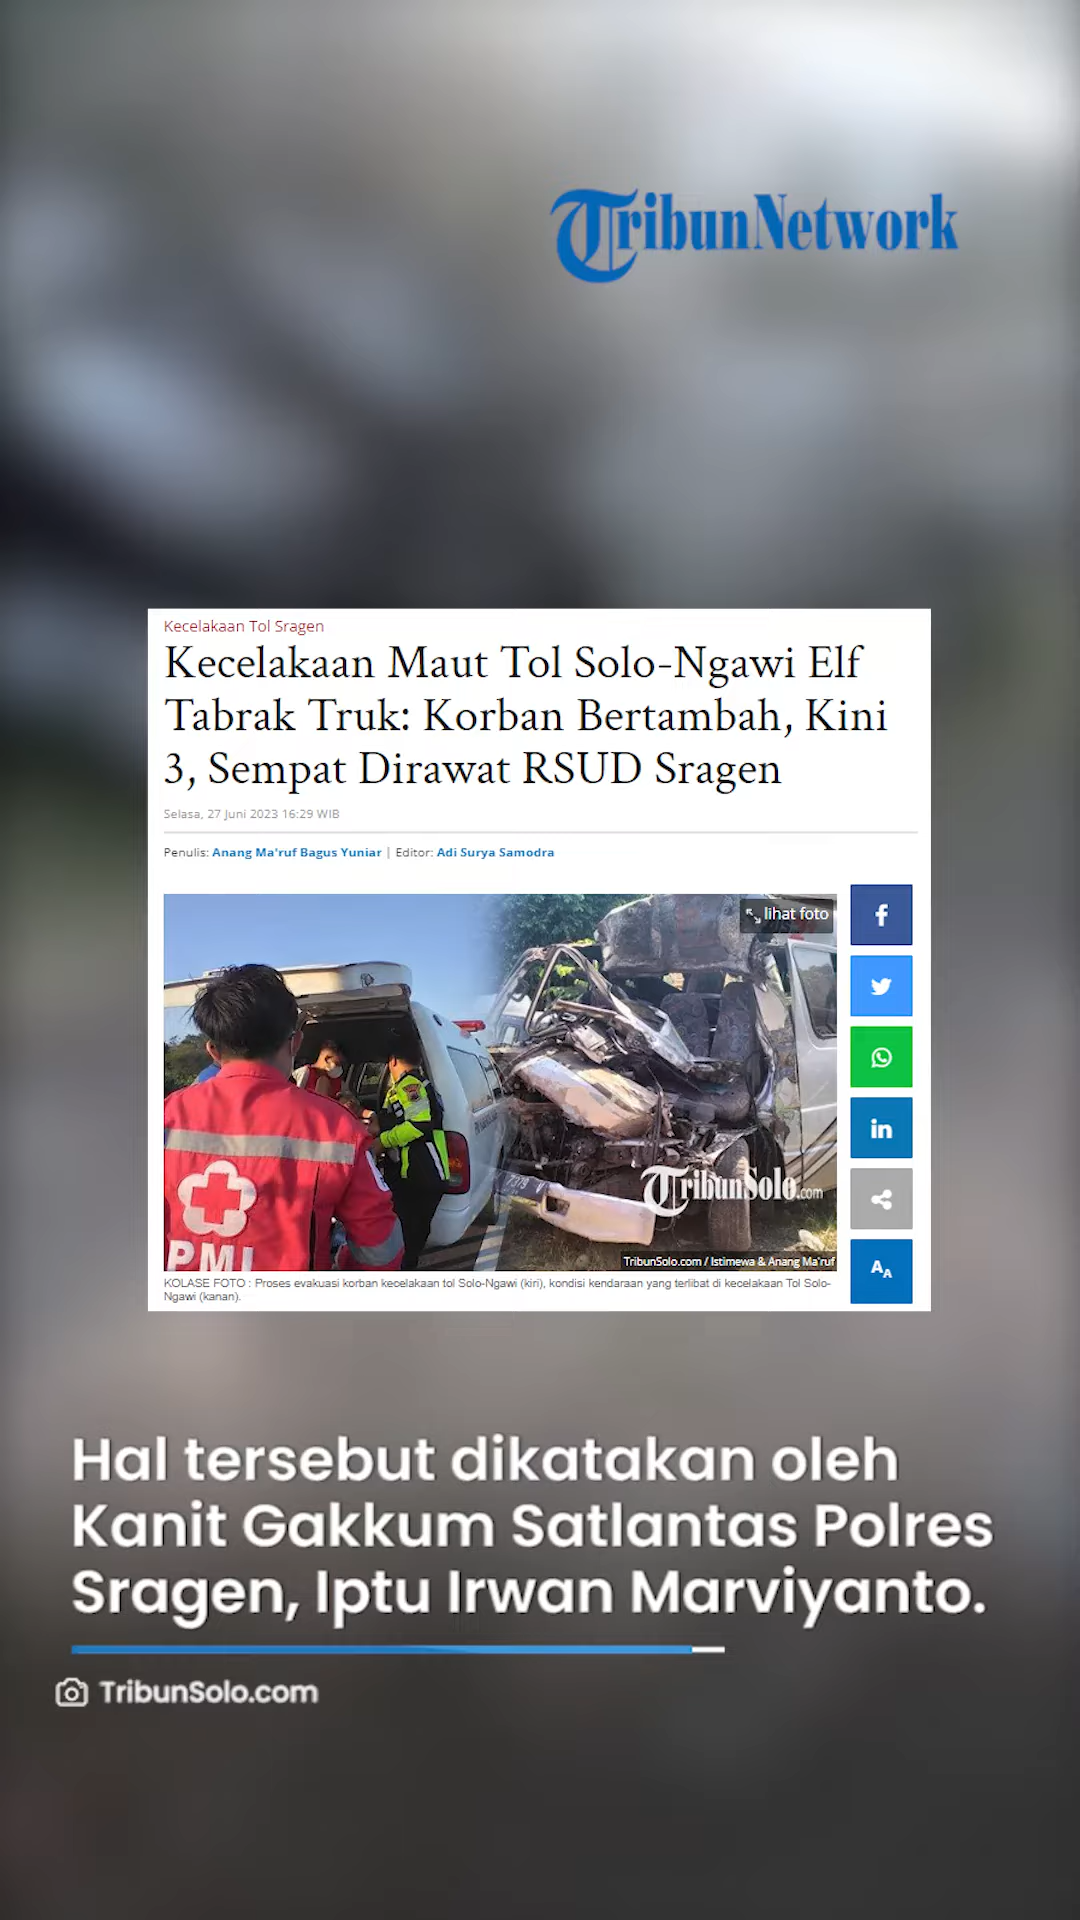 TribunNetwork
Kecelakaan Tol Sragen
Kecelakaan Maut Tol Solo-Ngawi Elf
Tabrak Truk: Korban Bertambah, Kini
3, Sempat Dirawat RSUD Sragen
Selasa, 27 Juni 2023 16:29 WIB
Penulis: Anang Ma'ruf Bagus Yuniar | Editor: Adi Surya Samodra
lihat foto
PMI
TribunSolo.com
TribunSolo.com / Istimewa & Anang Ma'ruf
KOLASE FOTO : Proses evakuasi korban kecelakaan tol Solo-Ngawi (kiri), kondisi kendaraan yang terlibat di kecelakaan Tol Solo-
Ngawi (kanan).
Hal tersebut dikatakan oleh
Kanit Gakkum Satlantas Polres
Sragen, Iptu Irwan Marviyanto.
TribunSolo.com